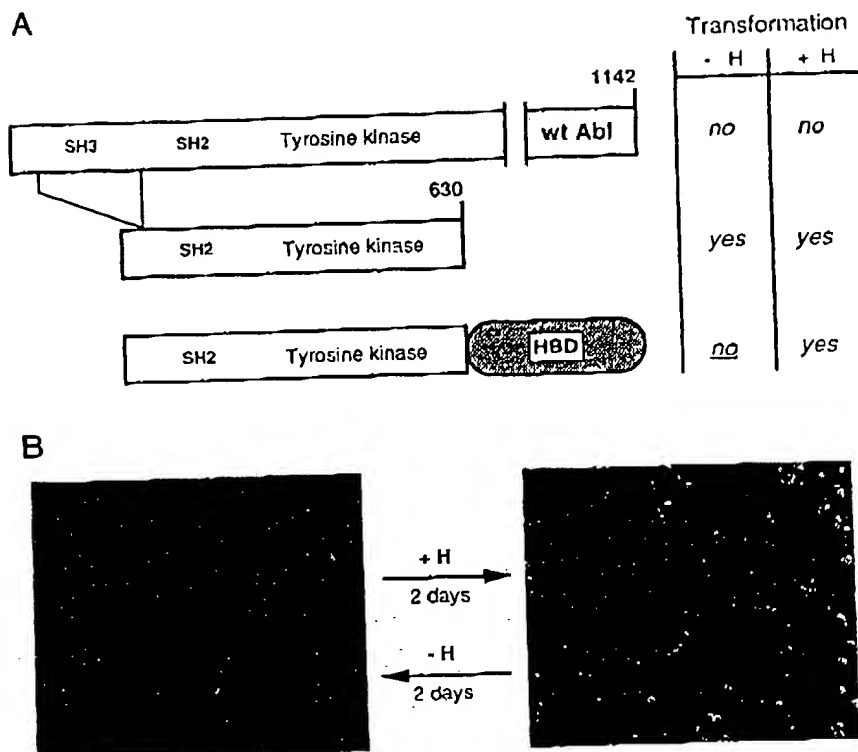 A
Transformation
- H + H
1142
SH3 SH2 Tyrosine kinase wt Abl no no
630
SH2 Tyrosine kinase yes yes
SH2 Tyrosine kinase HBD no yes
B
+ H
2 days
- H
2 days